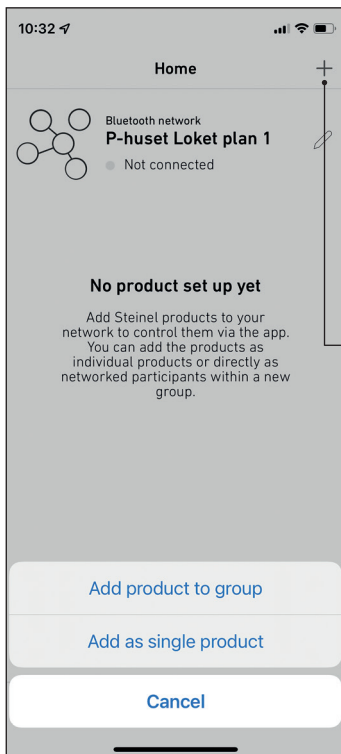 10:32
Home
Bluetooth network
P-huset Loket plan 1
Not connected
No product set up yet
Add Steinel products to your
network to control them via the app.
You can add the products as
individual products or directly as
networked participants within a new
group.
Add product to group
Add as single product
Cancel